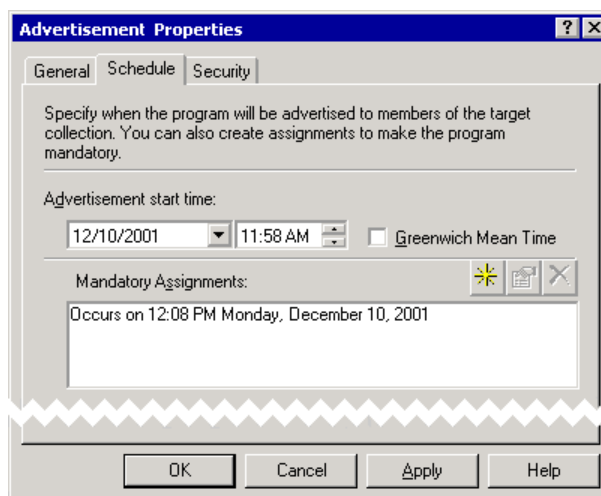 Advertisement Properties
General Schedule Security
Specify when the program will be advertised to members of the target
collection. You can also create assignments to make the program
mandatory.
Advertisement start time:
12/10/2001 11:58 AM Greenwich Mean Time
Mandatory Assignments:
Occurs on 12:08 PM Monday, December 10, 2001
OK Cancel Apply Help